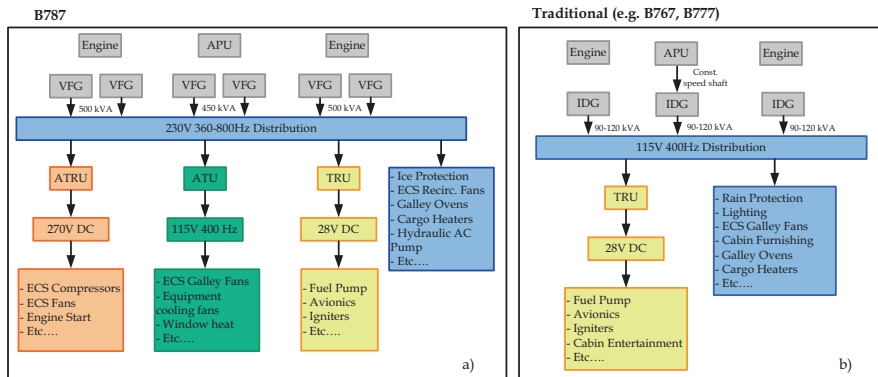 B787
Engine
APU
Engine
VFG
VFG
VFG
VFG
VFG
VFG
500 kVA
450 kVA
500 kVA
230V 360-800Hz Distribution
ATRU
ATU
TRU
270V DC
115V 400 Hz
28V DC
- ECS Compressors
- ECS Fans
- Engine Start
- Etc….
- ECS Galley Fans
- Equipment
cooling fans
- Window heat
- Etc….
- Fuel Pump
- Avionics
- Igniters
- Etc….
- Ice Protection
- ECS Recirc. Fans
- Galley Ovens
- Cargo Heaters
- Hydraulic AC
Pump
- Etc….
a)
Traditional (e.g. B767, B777)
Engine
APU
Engine
Const.
speed shaft
IDG
IDG
IDG
90-120 kVA
90-120 kVA
90-120 kVA
115V 400Hz Distribution
TRU
28V DC
- Fuel Pump
- Avionics
- Igniters
- Cabin Entertainment
- Etc….
- Rain Protection
- Lighting
- ECS Galley Fans
- Cabin Furnishing
- Galley Ovens
- Cargo Heaters
- Etc….
b)